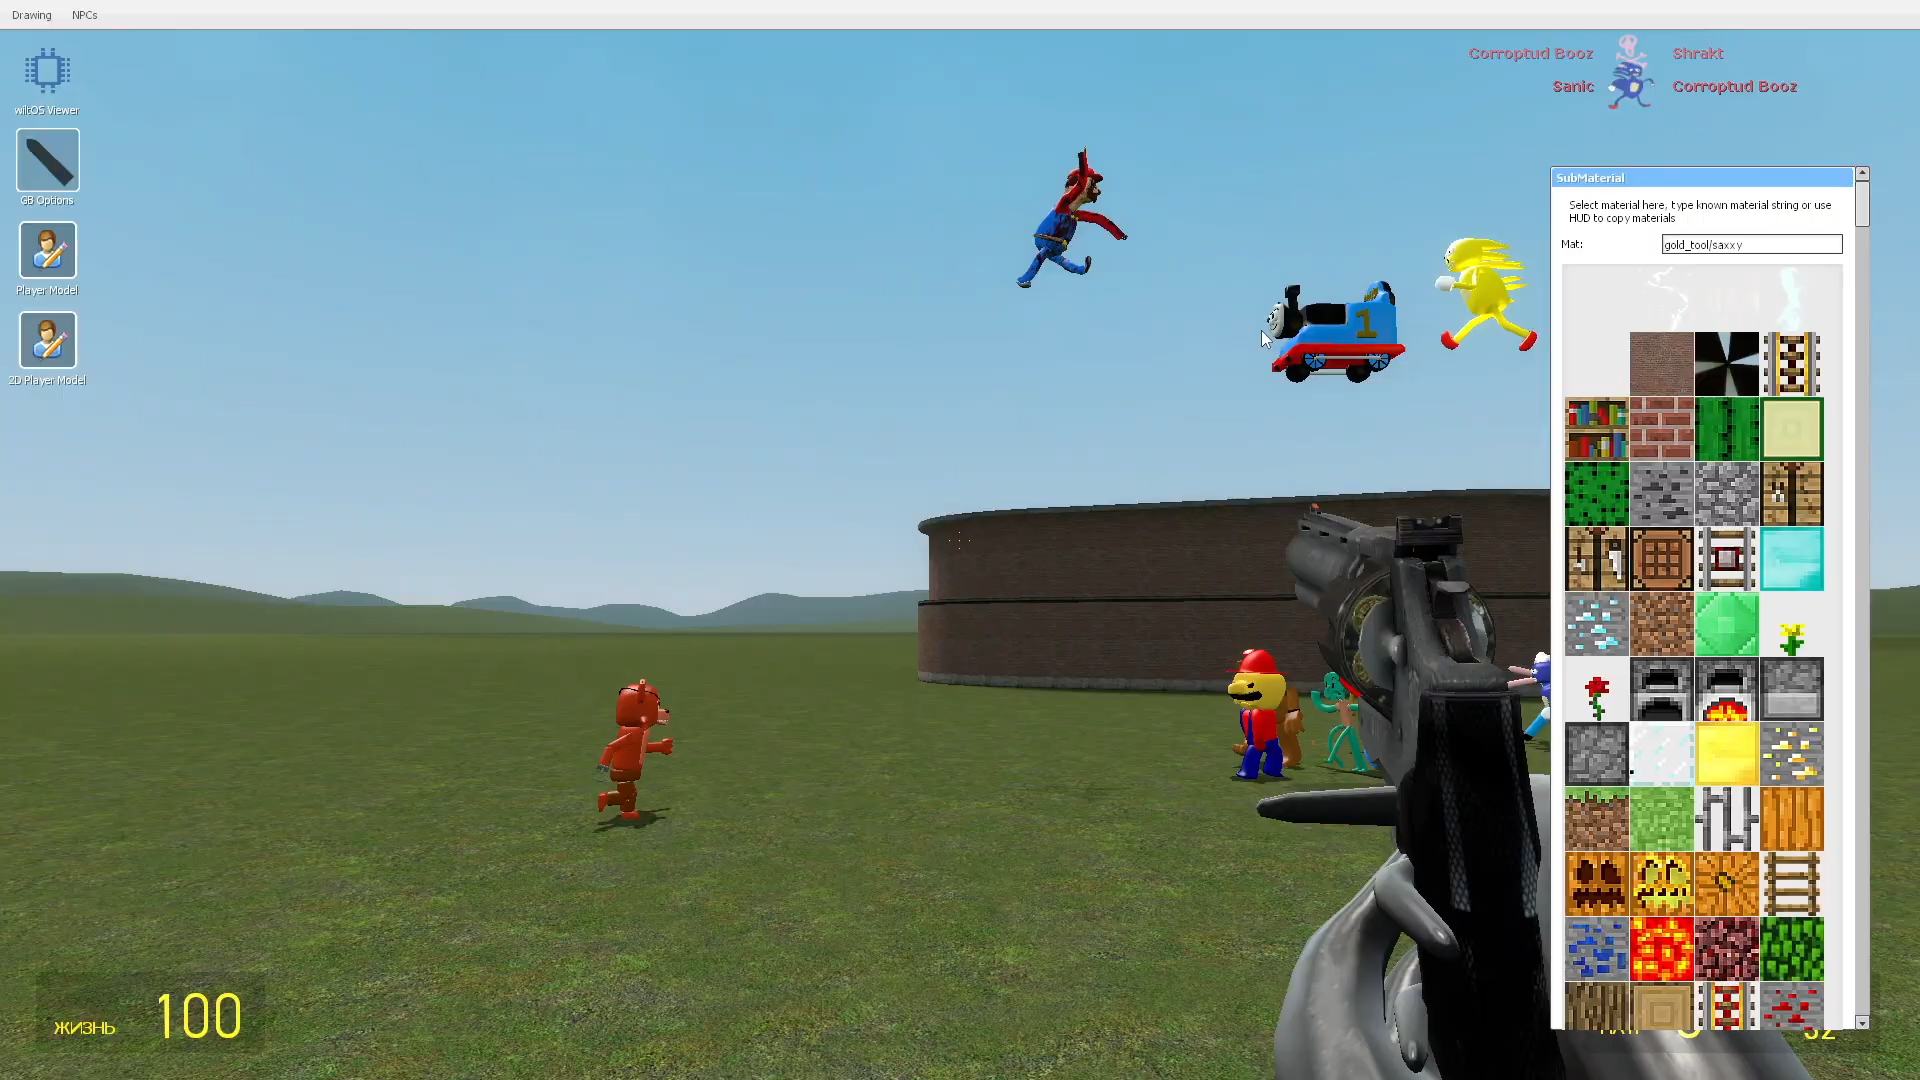 Drawing NPCs
wiltOS Viewer
GB Options
Player Model
2D Player Model
Corroptud Booz Shrakt
Sanic Corroptud Booz
SubMaterial
Select material here, type known material string or use
HUD to copy materials
Mat: gold_tool/saxxy
1
ЖИЗНЬ 100